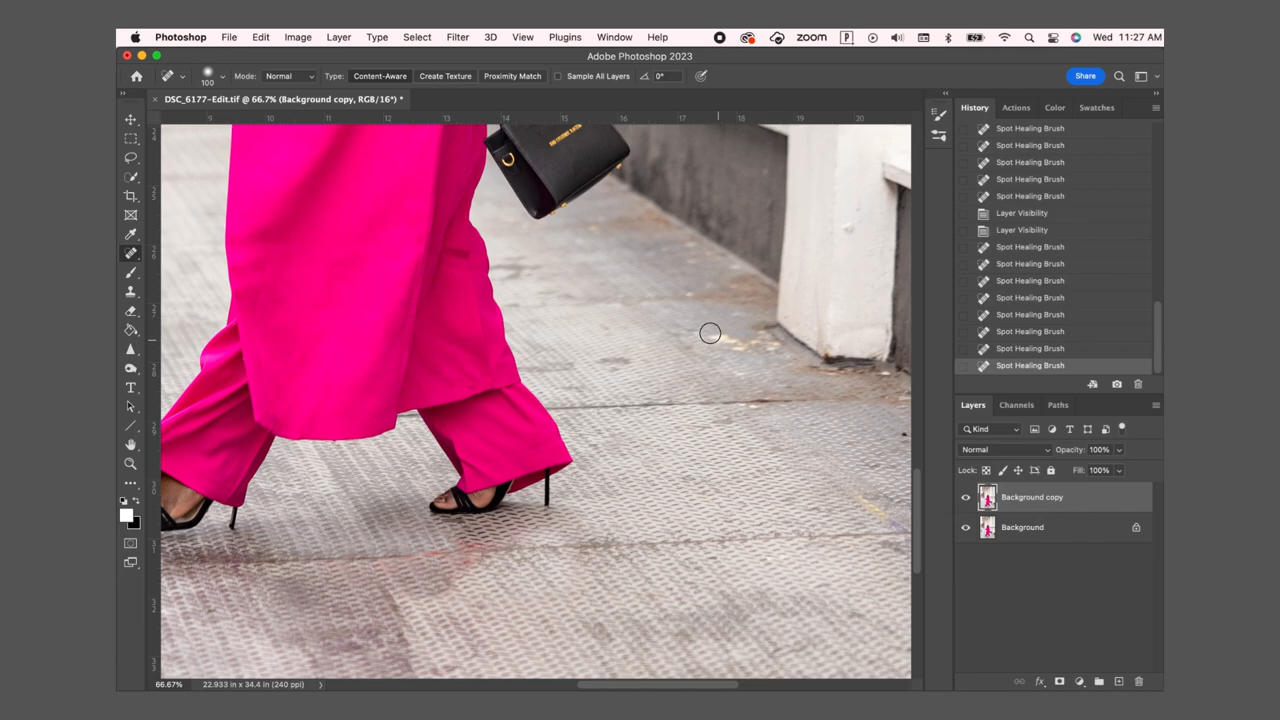 Photoshop File Edit Image Layer Type Select Filter 3D View Plugins Window Help zoom Wed 11:27 AM
Adobe Photoshop 2023
100 Mode: Normal Type: Content-Aware Create Texture Proximity Match Sample All Layers 0° Share
DSC_6177-Edit.tif @ 66.7% (Background copy, RGB/16*) *
History Actions Color Swatches
9 10 11 12 13 14 15 16 17 18 19 20
Spot Healing Brush
Spot Healing Brush
Spot Healing Brush
Spot Healing Brush
Spot Healing Brush
Layer Visibility
Layer Visibility
Spot Healing Brush
Spot Healing Brush
Spot Healing Brush
Spot Healing Brush
Spot Healing Brush
Spot Healing Brush
Spot Healing Brush
Spot Healing Brush
Layers Channels Paths
Kind
Normal Opacity: 100%
Lock: Fill: 100%
Background copy
Background
fx
66.67% 22.933 in x 34.4 in (240 ppi)